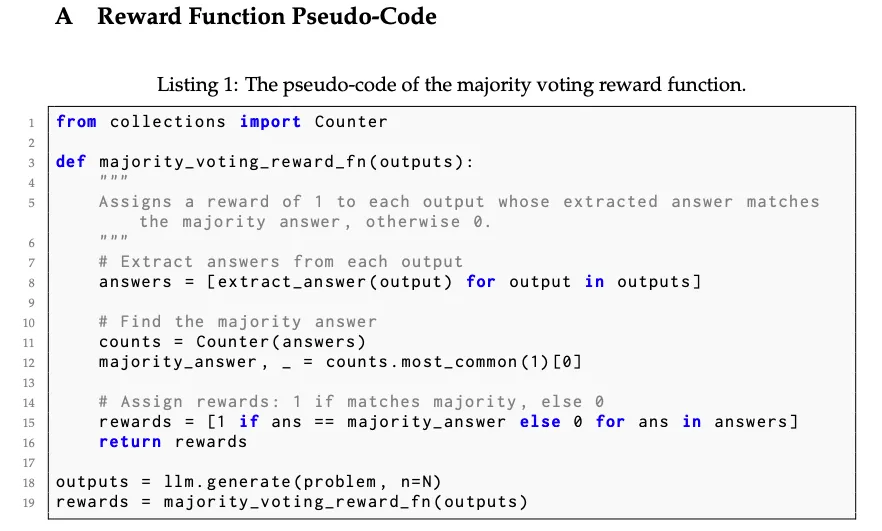 A Reward Function Pseudo-Code
Listing 1: The pseudo-code of the majority voting reward function.
1 from collections import Counter
2
3 def majority_voting_reward_fn(outputs):
4     """
5     Assigns a reward of 1 to each output whose extracted answer matches
        the majority answer, otherwise 0.
6     """
7     # Extract answers from each output
8     answers = [extract_answer(output) for output in outputs]
9
10     # Find the majority answer
11     counts = Counter(answers)
12     majority_answer, _ = counts.most_common(1)[0]
13
14     # Assign rewards: 1 if matches majority, else 0
15     rewards = [1 if ans == majority_answer else 0 for ans in answers]
16     return rewards
17
18 outputs = llm.generate(problem, n=N)
19 rewards = majority_voting_reward_fn(outputs)